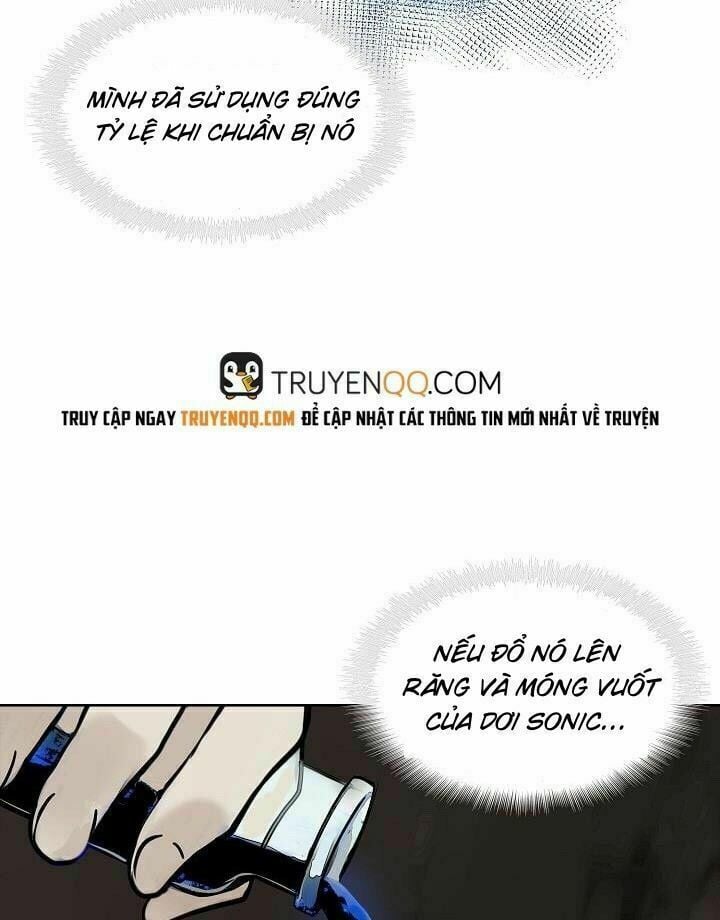 MÌNH ĐÃ SỬ DỤNG ĐÚNG
TỶ LỆ KHI CHUẨN BỊ NÓ
TRUYENQQ.COM
TRUY CẬP NGAY TRUYENQQ.COM ĐỂ CẬP NHẬT CÁC THÔNG TIN MỚI NHẤT VỀ TRUYỆN
NẾU ĐỔ NÓ LÊN
RĂNG VÀ MÓNG VUỐT
CỦA DƠI SONIC...